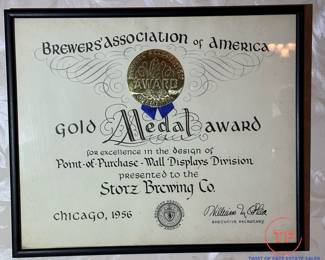 Brewers' Association of America
AWARD
Gold Medal award
for excellence in the design of
Point-of-Purchase-Wall Displays Division
presented to the
Storz Brewing Co.
Chicago, 1956
executive secretary